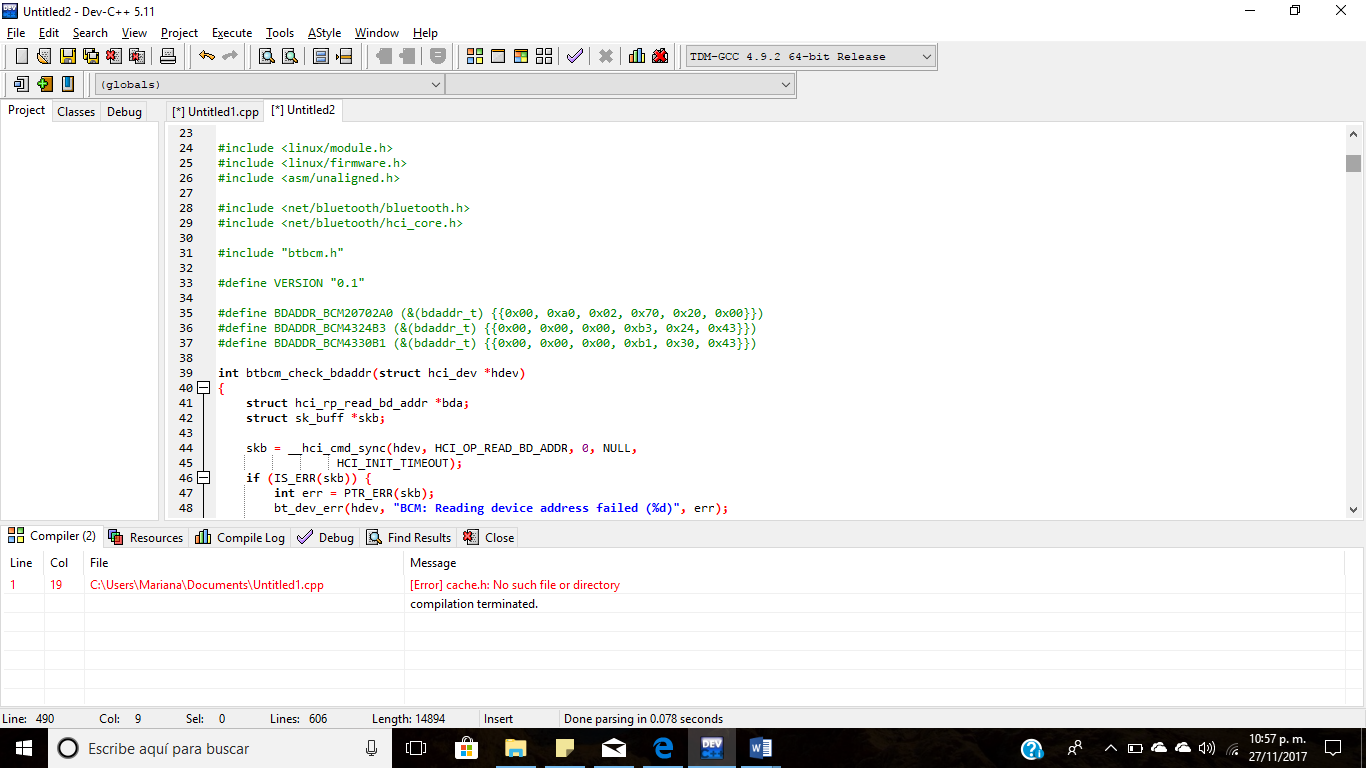 Untitled2 - Dev-C++ 5.11
File Edit Search View Project Execute Tools AStyle Window Help
TDM-GCC 4.9.2 64-bit Release
(globals)
Project Classes Debug [*] Untitled1.cpp [*] Untitled2
23
24 #include <linux/module.h>
25 #include <linux/firmware.h>
26 #include <asm/unaligned.h>
27
28 #include <net/bluetooth/bluetooth.h>
29 #include <net/bluetooth/hci_core.h>
30
31 #include "btbcm.h"
32
33 #define VERSION "0.1"
34
35 #define BDADDR_BCM20702A0 (&(bdaddr_t) {{0x00, 0xa0, 0x02, 0x70, 0x20, 0x00}})
36 #define BDADDR_BCM4324B3 (&(bdaddr_t) {{0x00, 0x00, 0x00, 0xb3, 0x24, 0x43}})
37 #define BDADDR_BCM4330B1 (&(bdaddr_t) {{0x00, 0x00, 0x00, 0xb1, 0x30, 0x43}})
38
39 int btbcm_check_bdaddr(struct hci_dev *hdev)
40 {
41 struct hci_rp_read_bd_addr *bda;
42 struct sk_buff *skb;
43
44 skb = __hci_cmd_sync(hdev, HCI_OP_READ_BD_ADDR, 0, NULL,
45 HCI_INIT_TIMEOUT);
46 if (IS_ERR(skb)) {
47 int err = PTR_ERR(skb);
48 bt_dev_err(hdev, "BCM: Reading device address failed (%d)", err);
Compiler (2) Resources Compile Log Debug Find Results Close
Line Col File Message
1 19 C:\Users\Mariana\Documents\Untitled1.cpp [Error] cache.h: No such file or directory
compilation terminated.
Line: 490 Col: 9 Sel: 0 Lines: 606 Length: 14894 Insert Done parsing in 0.078 seconds
Escribe aquí para buscar
DEV
10:57 p. m.
27/11/2017